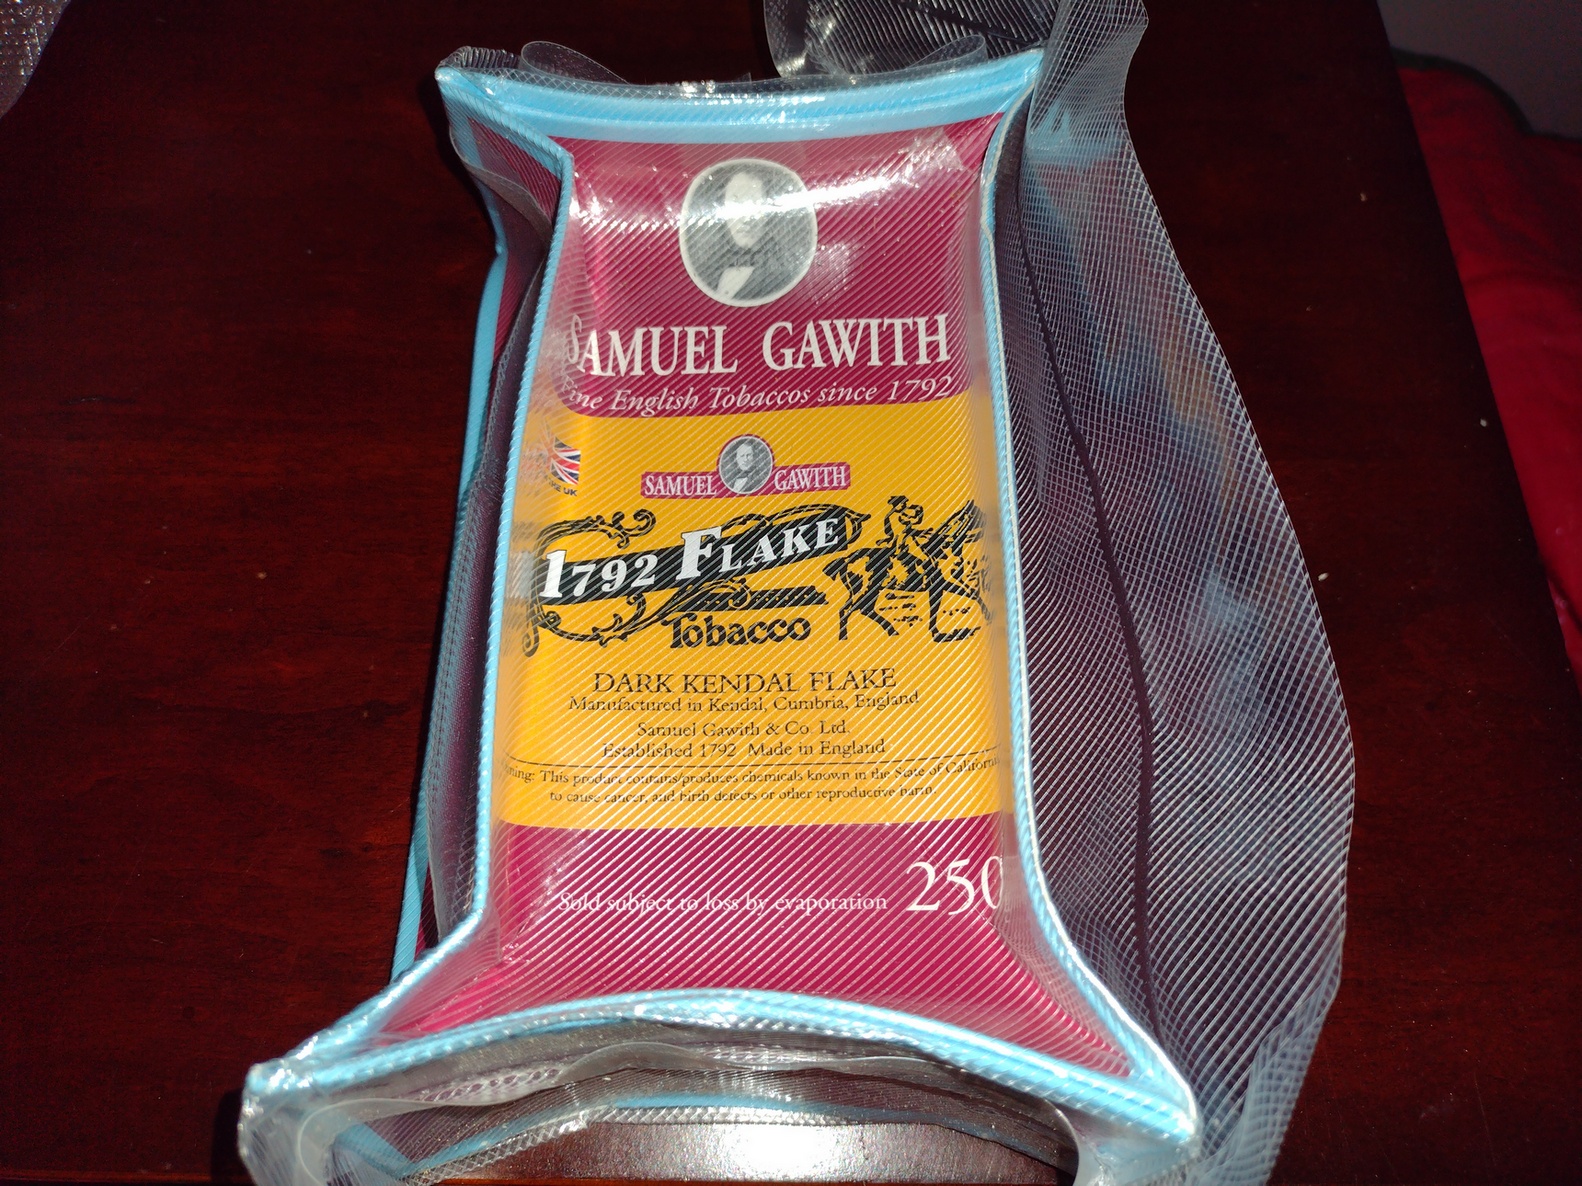 SAMUEL GAWITH
Fine English Tobaccos since 1792
UK
SAMUEL GAWITH
1792 FLAKE
Tobacco
DARK KENDAL FLAKE
Manufactured in Kendal, Cumbria, England
Samuel Gawith & Co. Ltd.
Established 1792 Made in England
This product contains/produces chemicals known in the State of California
to cause cancer, and birth defects or other reproductive harm.
Sold subject to loss by evaporation
250